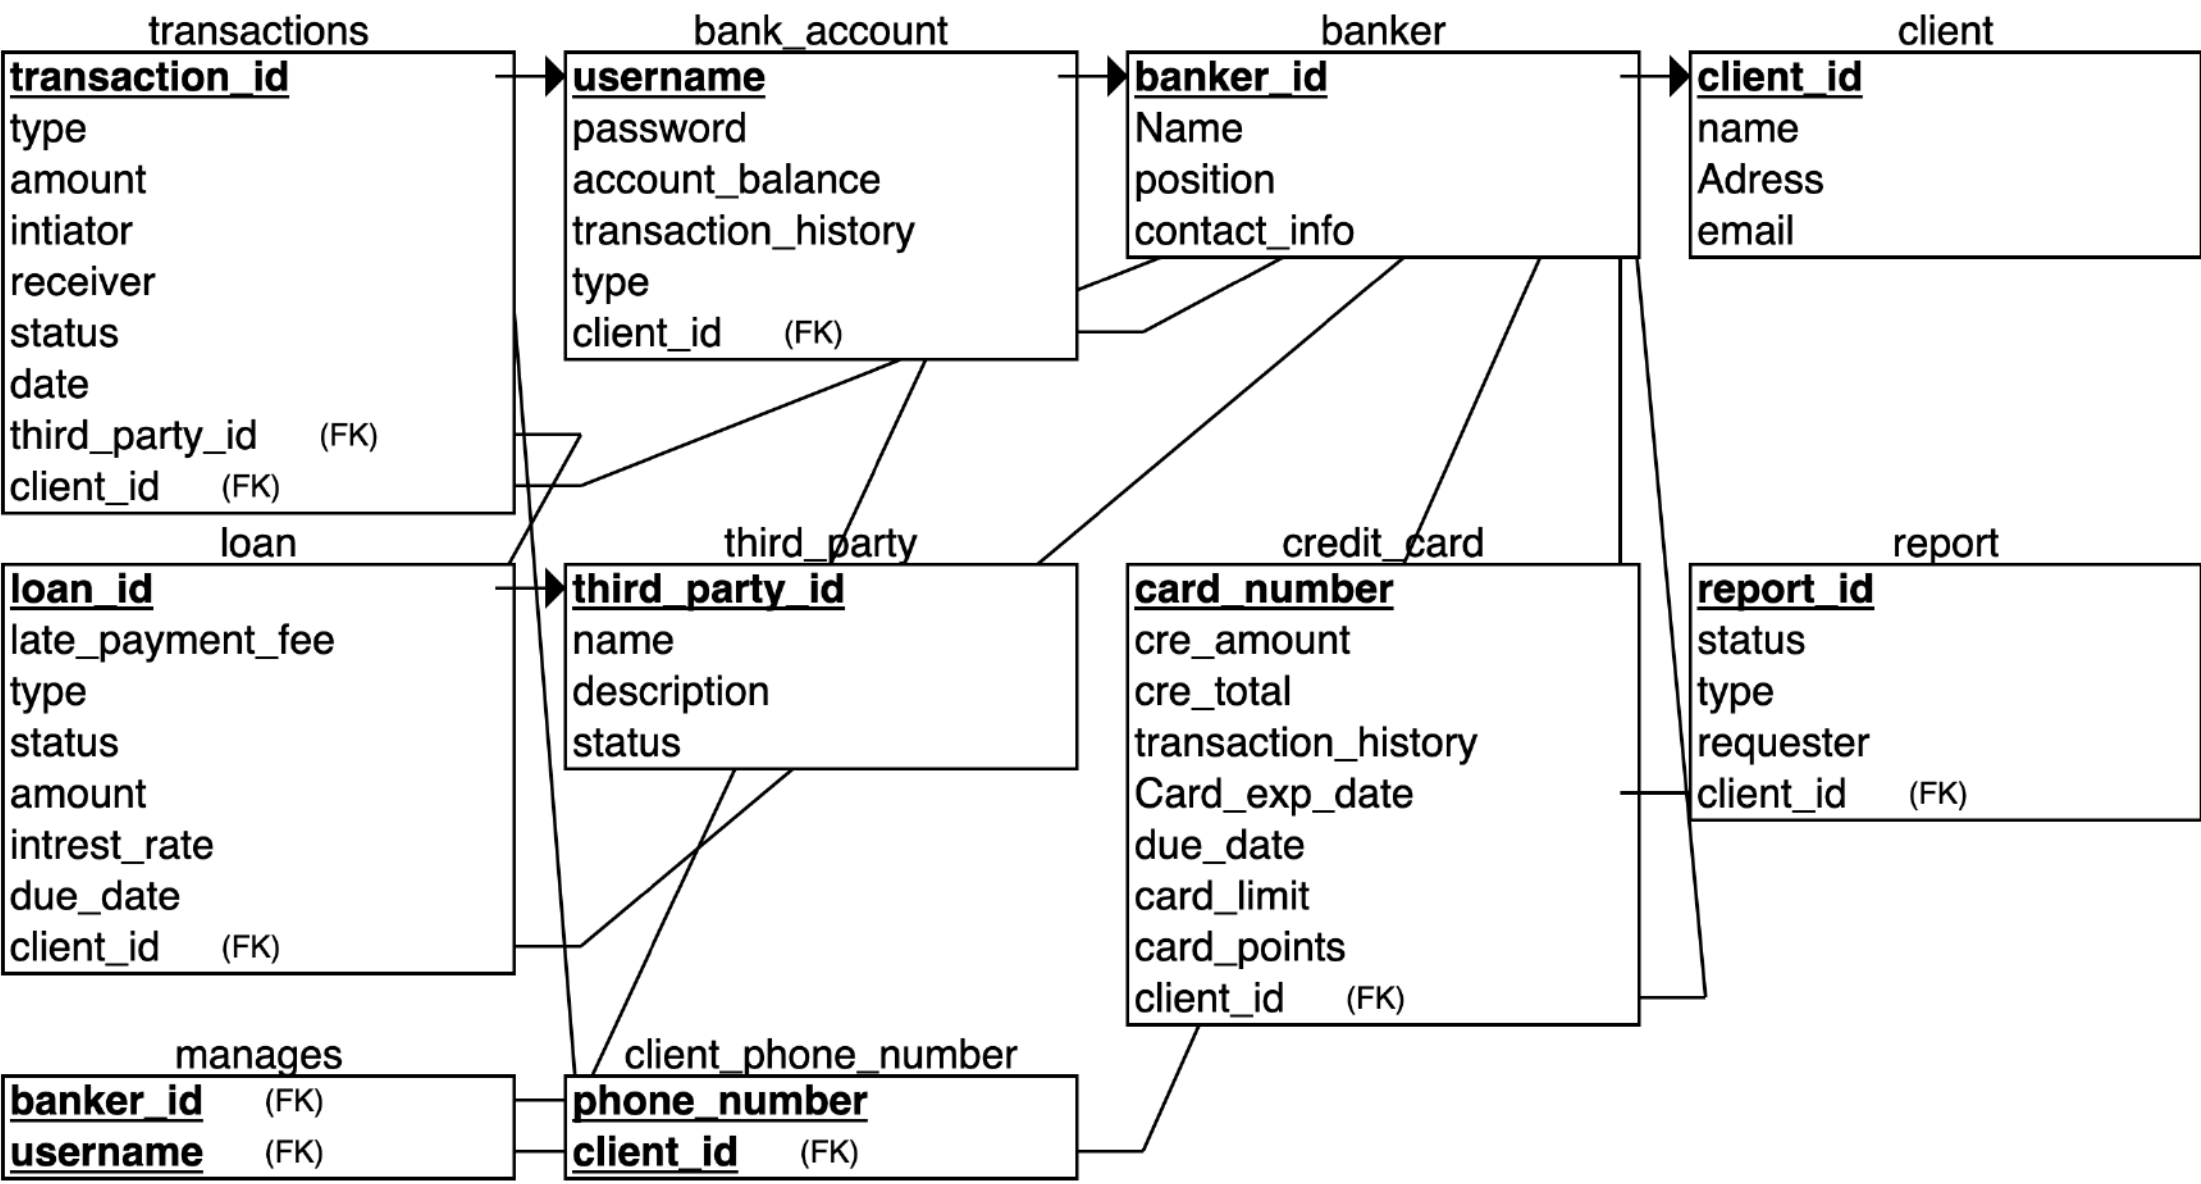 transactions
transaction_id
type
amount
intiator
receiver
status
date
third_party_id (FK)
client_id (FK)
bank_account
username
password
account_balance
transaction_history
type
client_id (FK)
banker
banker_id
Name
position
contact_info
client
client_id
name
Adress
email
loan
loan_id
late_payment_fee
type
status
amount
intrest_rate
due_date
client_id (FK)
third_party
third_party_id
name
description
status
credit_card
card_number
cre_amount
cre_total
transaction_history
Card_exp_date
due_date
card_limit
card_points
client_id (FK)
report
report_id
status
type
requester
client_id (FK)
manages
banker_id (FK)
username (FK)
client_phone_number
phone_number
client_id (FK)